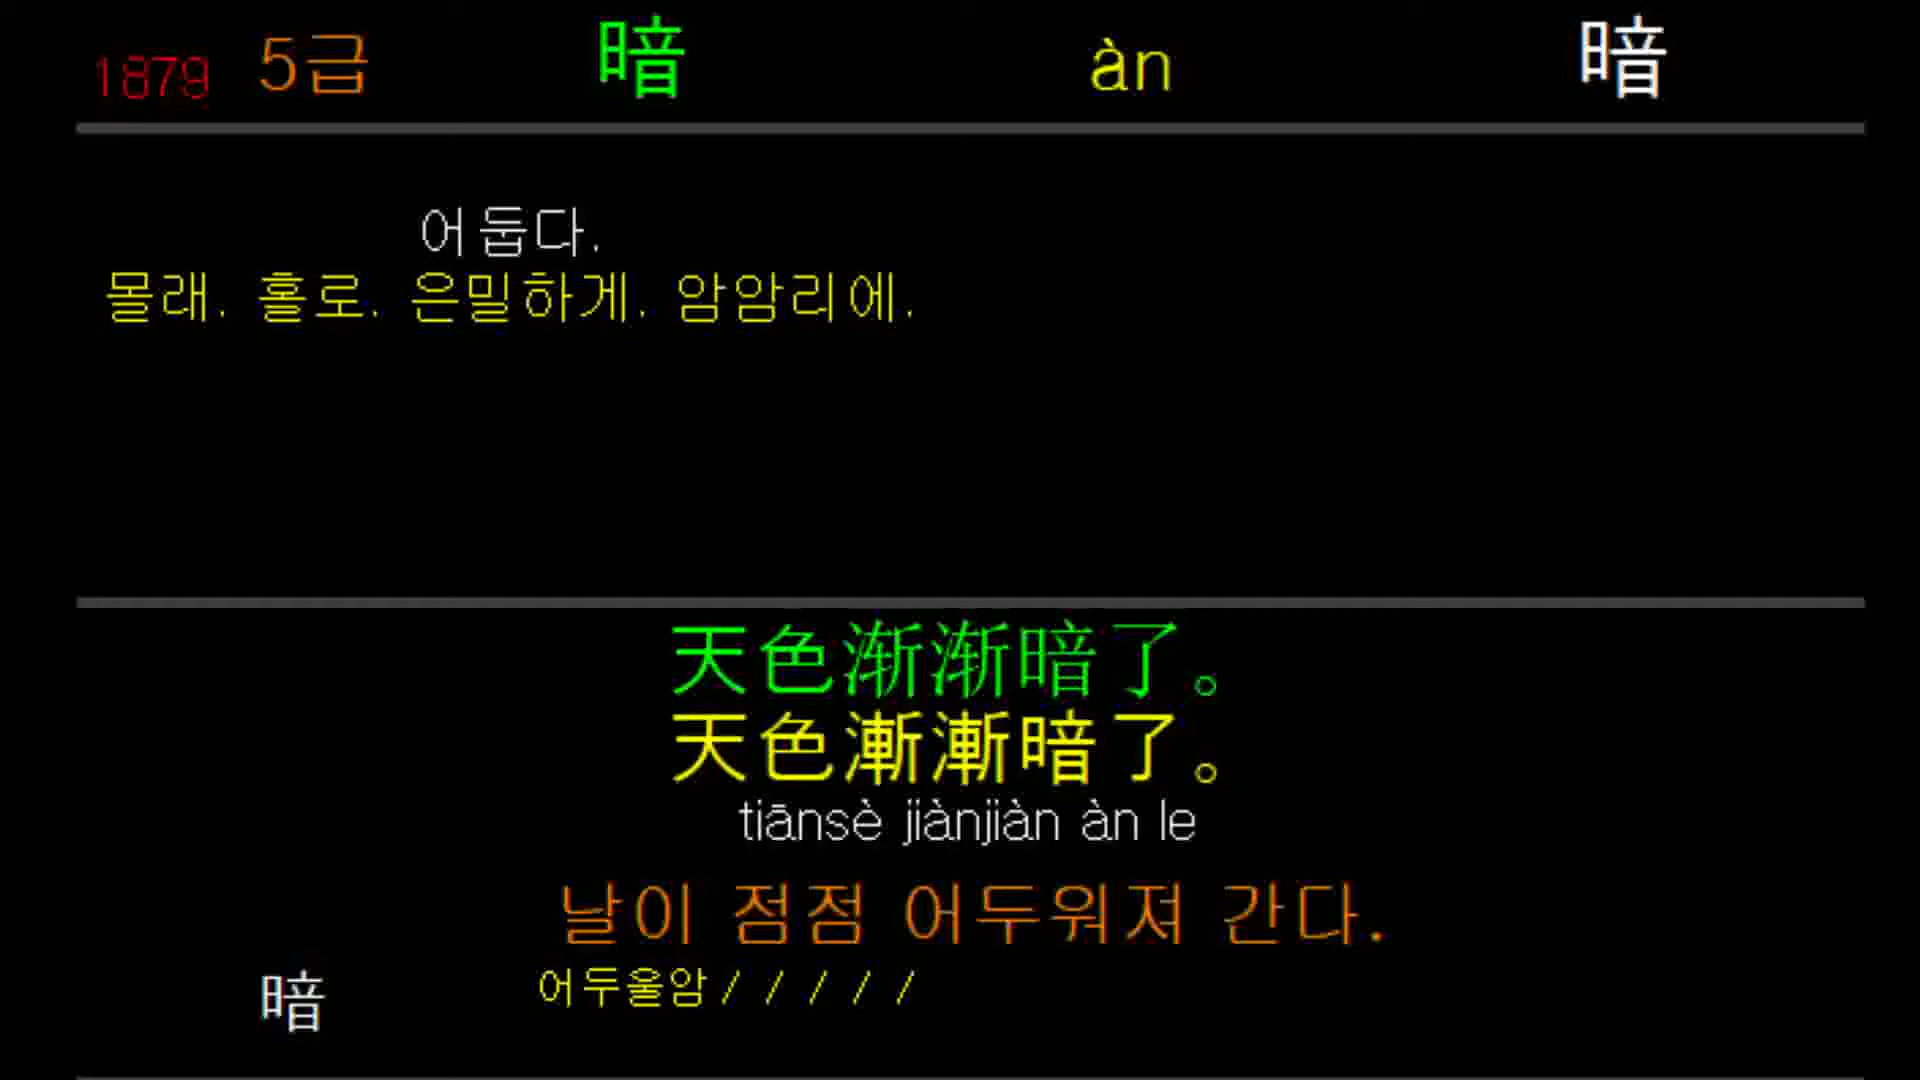 1879 5급 暗 àn 暗
어둡다.
몰래. 홀로. 은밀하게. 암암리에.
天色渐渐暗了。
天色漸漸暗了。
tiānsè jiànjiàn àn le
날이 점점 어두워져 간다.
暗 어두울암/ / / / /